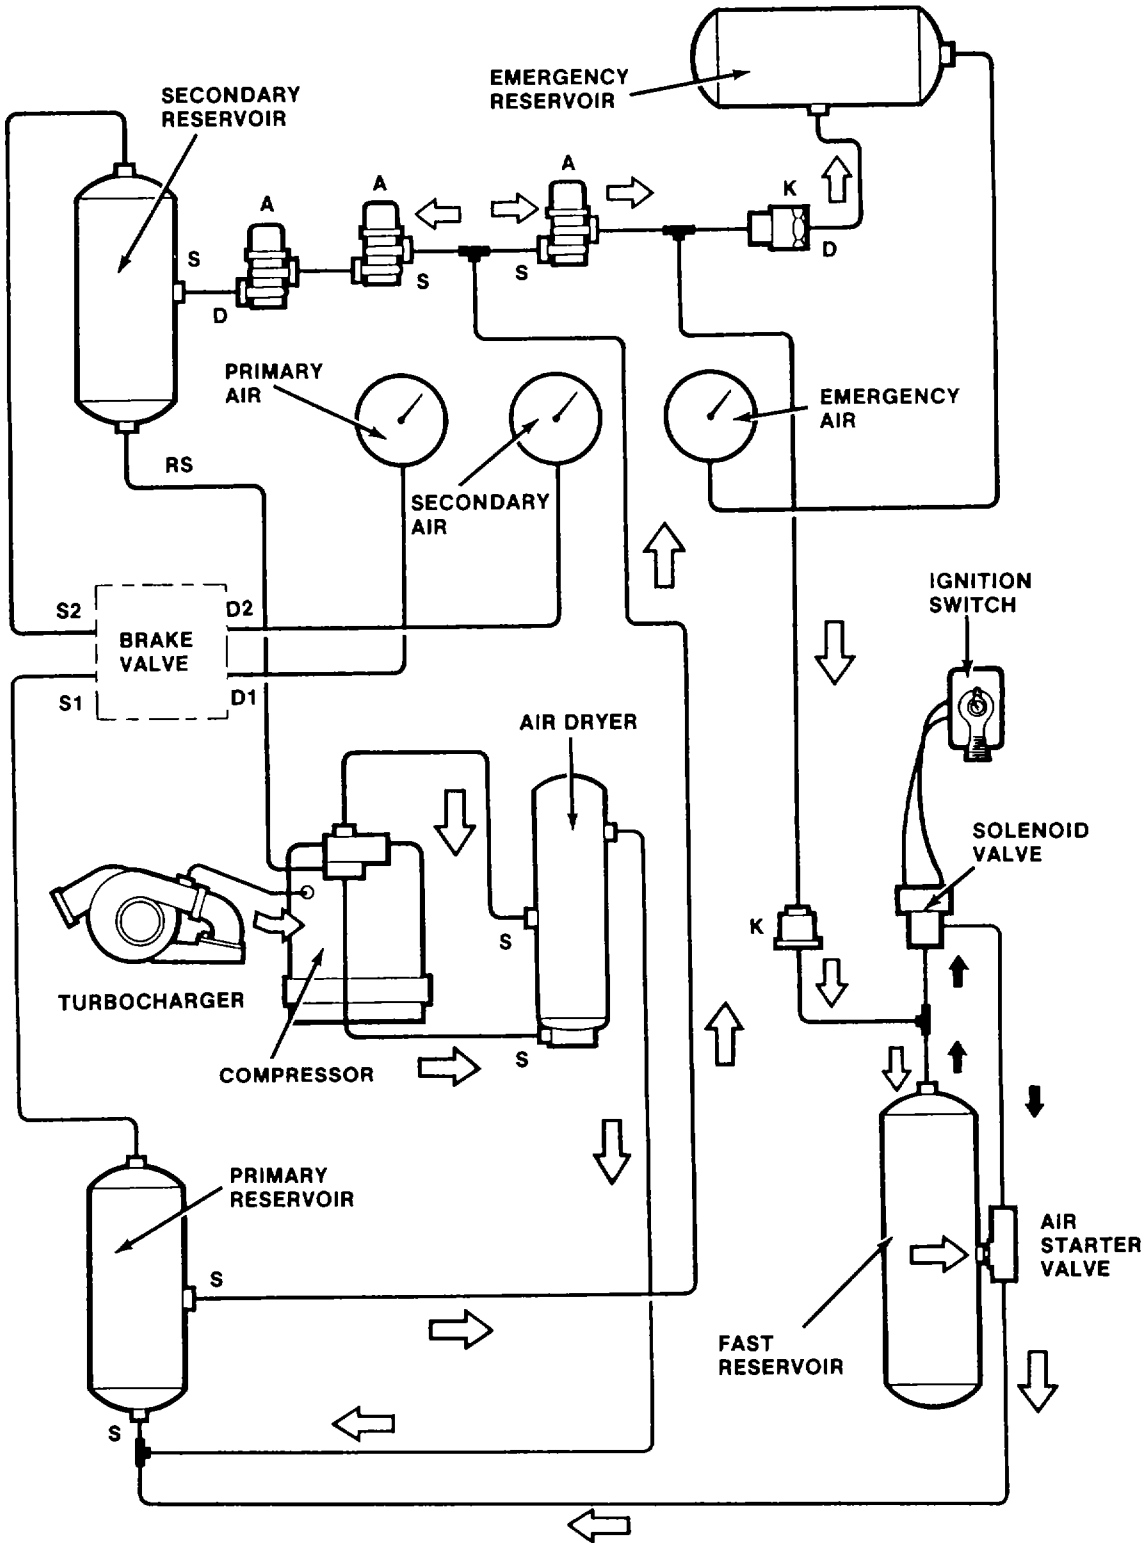 EMERGENCY
RESERVOIR
SECONDARY
RESERVOIR
A
A
A
K
S
D
S
S
D
PRIMARY
AIR
EMERGENCY
AIR
RS
SECONDARY
AIR
IGNITION
SWITCH
S2
D2
BRAKE
VALVE
S1
D1
AIR DRYER
SOLENOID
VALVE
K
S
TURBOCHARGER
S
COMPRESSOR
PRIMARY
RESERVOIR
AIR
STARTER
VALVE
S
FAST
RESERVOIR
S